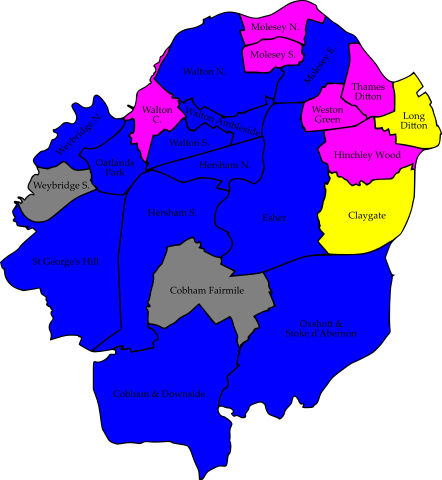 Molesey N.
Molesey S.
Molesey E.
Walton N.
Thames
Ditton
Long
Ditton
Weston
Green
Walton
C.
Walton Ambleside
Weybridge N.
Walton S.
Hinchley Wood
Oatlands
Park
Hersham N.
Weybridge S.
Hersham S.
Esher
Claygate
St George's Hill
Cobham Fairmile
Oxshott &
Stoke d'Abernon
Cobham & Downside